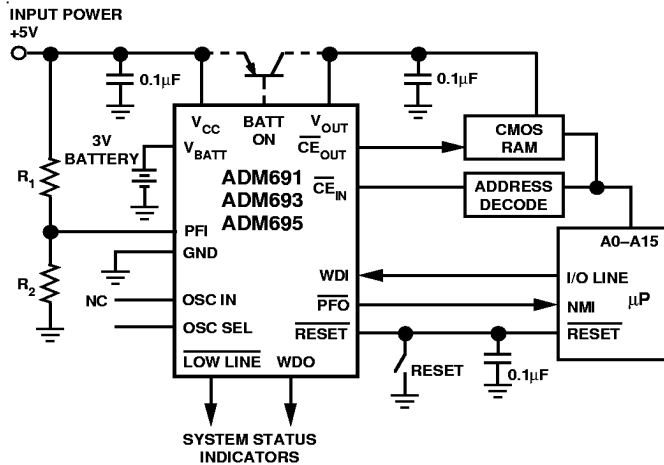 INPUT POWER
+5V
0.1µF
0.1µF
3V
BATTERY
R1
R2
NC
VCC
BATT
ON
VOUT
VBATT
CEOUT
ADM691
ADM693
ADM695
CEIN
PFI
GND
OSC IN
OSC SEL
WDI
PFO
RESET
LOW LINE
WDO
CMOS
RAM
ADDRESS
DECODE
A0–A15
I/O LINE
µP
NMI
RESET
RESET
0.1µF
SYSTEM STATUS
INDICATORS